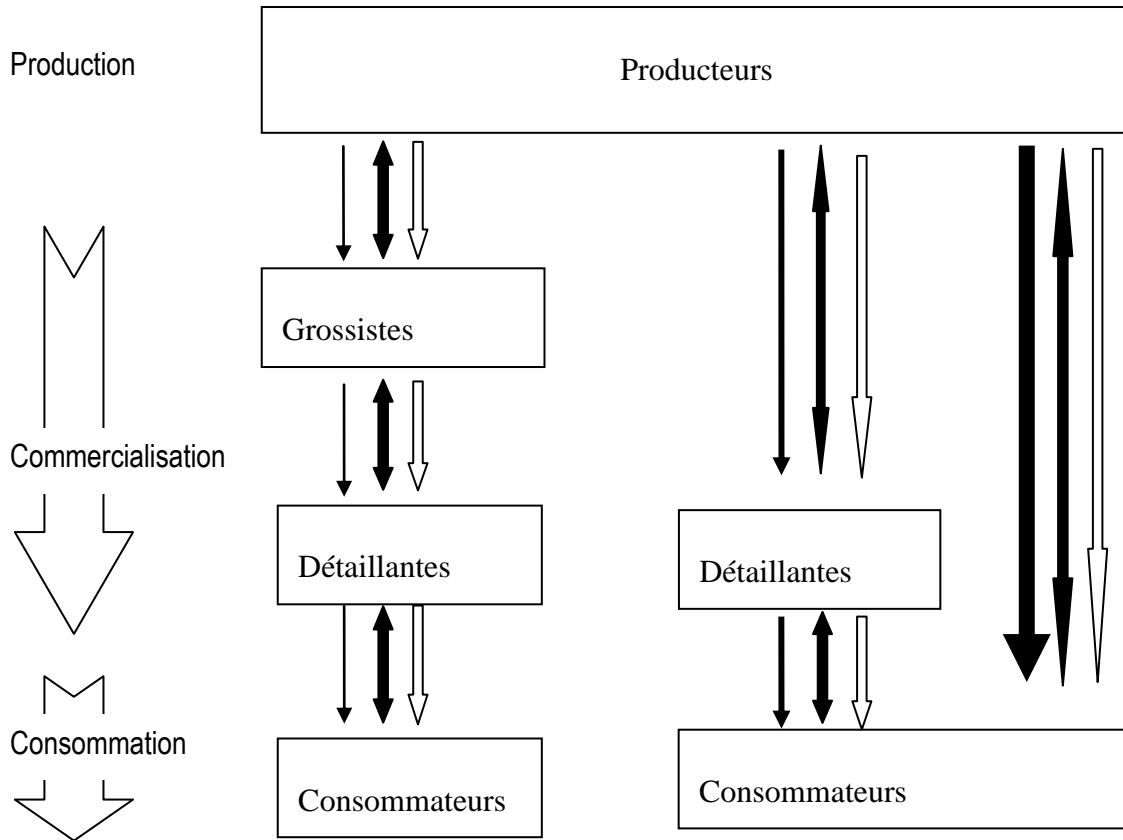 Production
Producteurs
Grossistes
Commercialisation
Détaillantes
Détaillantes
Consommation
Consommateurs
Consommateurs